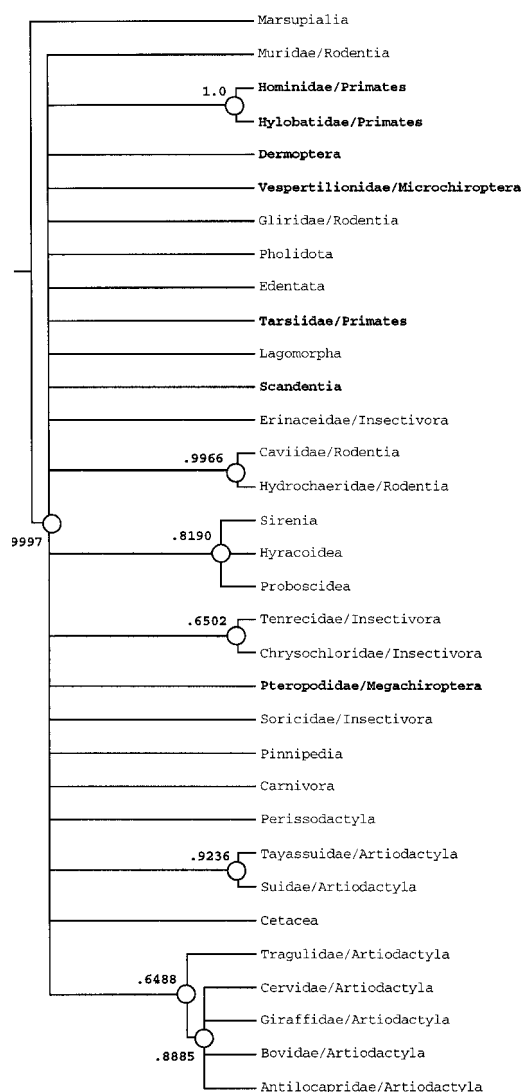 Marsupialia
Muridae/Rodentia
1.0
Hominidae/Primates
Hylobatidae/Primates
Dermoptera
Vespertilionidae/Microchiroptera
Gliridae/Rodentia
Pholidota
Edentata
Tarsiidae/Primates
Lagomorpha
Scandentia
Erinaceidae/Insectivora
.9966
Caviidae/Rodentia
Hydrochaeridae/Rodentia
9997
.8190
Sirenia
Hyracoidea
Proboscidea
.6502
Tenrecidae/Insectivora
Chrysochloridae/Insectivora
Pteropodidae/Megachiroptera
Soricidae/Insectivora
Pinnipedia
Carnivora
Perissodactyla
.9236
Tayassuidae/Artiodactyla
Suidae/Artiodactyla
Cetacea
.6488
Tragulidae/Artiodactyla
Cervidae/Artiodactyla
Giraffidae/Artiodactyla
.8885
Bovidae/Artiodactyla
Antilocapridae/Artiodactyla